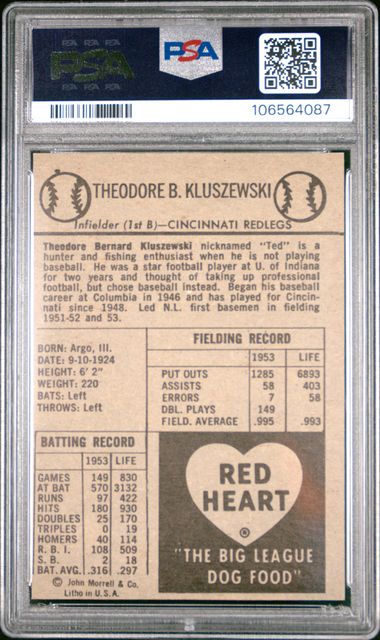 PSA PSA PSA
PSA
PSA
PSA PSA PSA
106564087
THEODORE B. KLUSZEWSKI
Infielder (1st B)—CINCINNATI REDLEGS
Theodore Bernard Kluszewski nicknamed "Ted" is a
hunter and fishing enthusiast when he is not playing
baseball. He was a star football player at U. of Indiana
for two years and thought of taking up professional
football, but chose baseball instead. Began his baseball
career at Columbia in 1946 and has played for Cincin-
nati since 1948. Led N.L. first basemen in fielding
1951-52 and 53.
BORN: Argo, Ill.
DATE: 9-10-1924
HEIGHT: 6' 2"
WEIGHT: 220
BATS: Left
THROWS: Left
FIELDING RECORD
1953 LIFE
PUT OUTS 1285 6893
ASSISTS 58 403
ERRORS 7 58
DBL. PLAYS 149
FIELD. AVERAGE .995 .993
BATTING RECORD
1953 LIFE
GAMES 149 830
AT BAT 570 3132
RUNS 97 422
HITS 180 930
DOUBLES 25 170
TRIPLES 0 19
HOMERS 40 114
R. B. I. 108 509
S. B. 2 18
BAT. AVG. .316 .297
© John Morrell & Co.
Litho in U.S.A.
RED
HEART
®
"THE BIG LEAGUE
DOG FOOD"